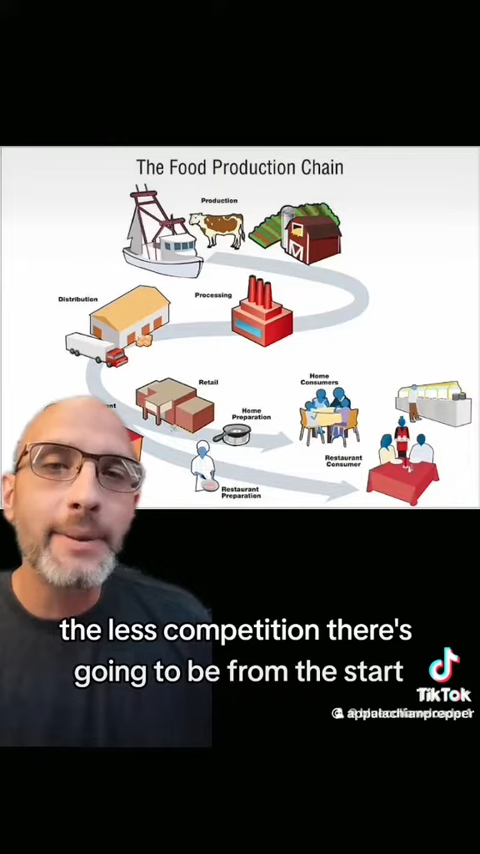 The Food Production Chain
Production
Distribution
Processing
Retail
Home
Consumers
Home
Preparation
Restaurant
Consumer
Restaurant
Preparation
the less competition there's
going to be from the start
TikTok